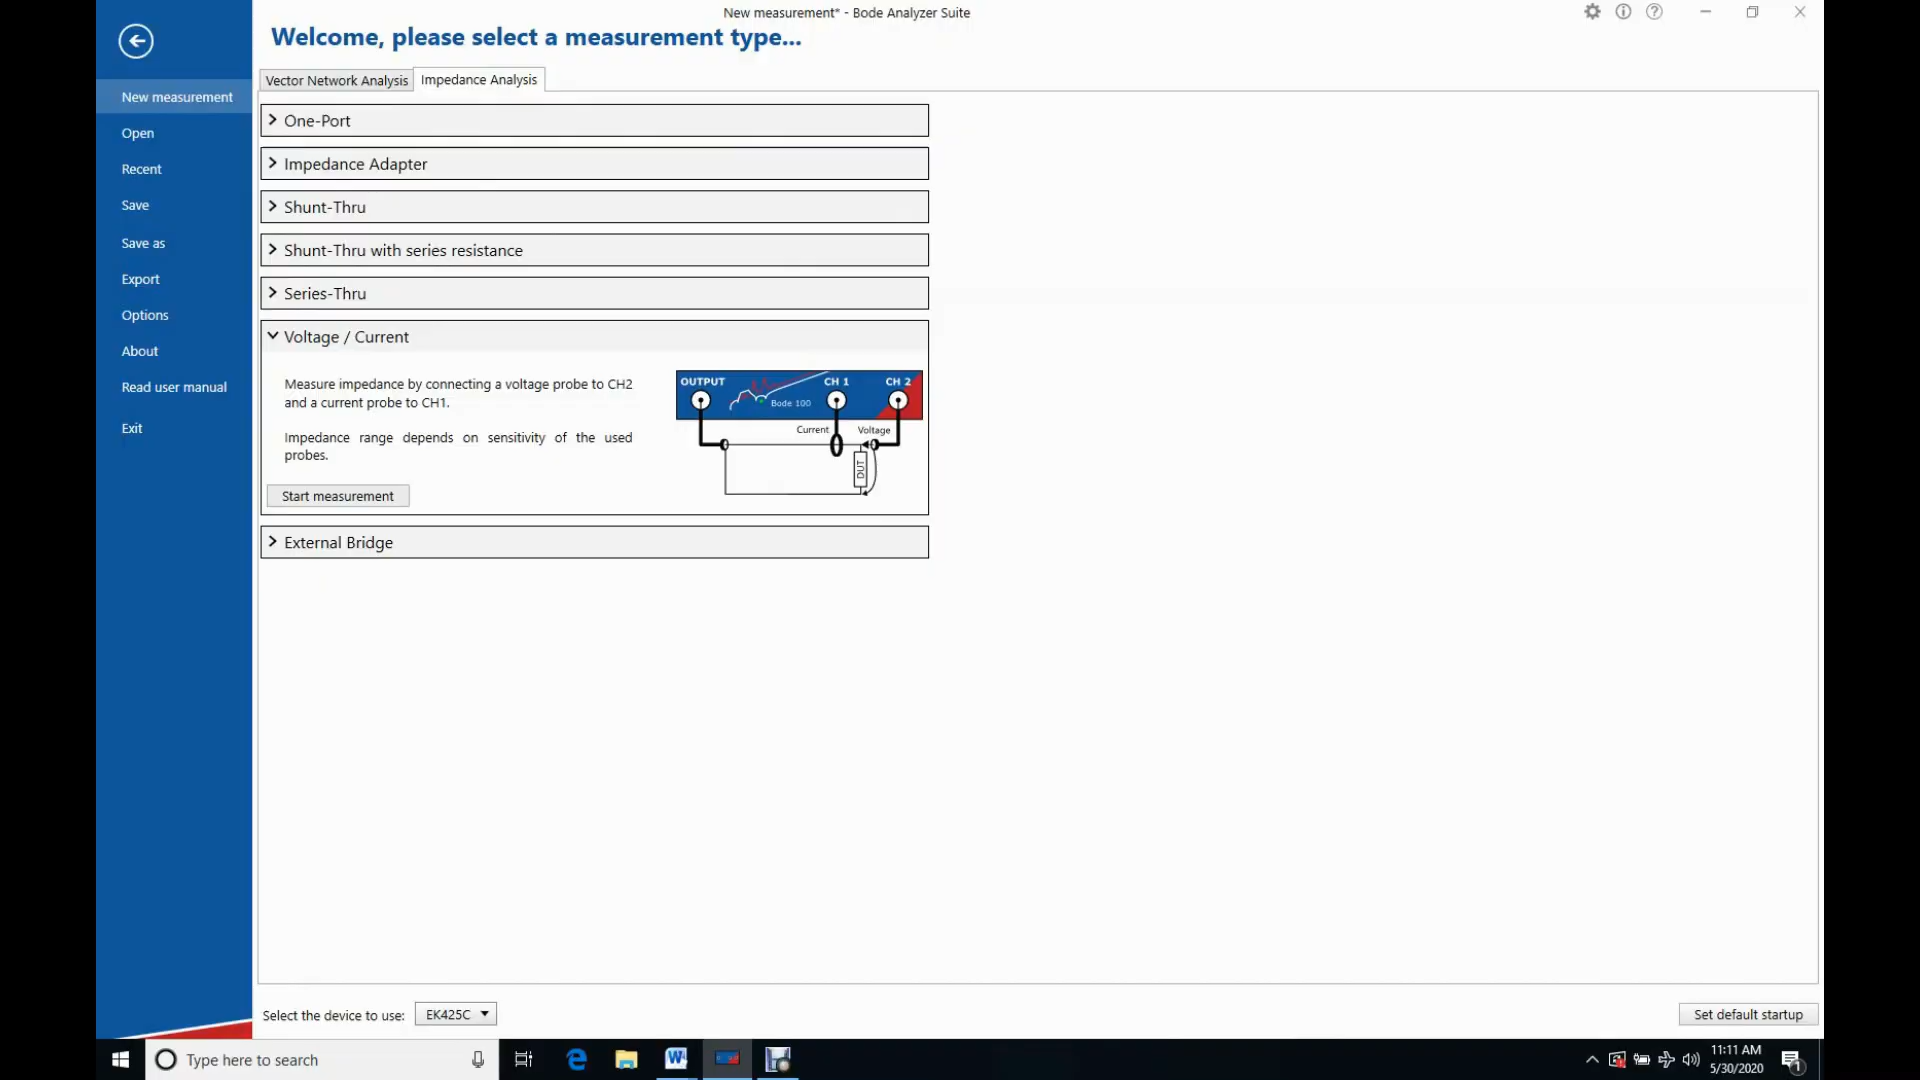 New measurement* - Bode Analyzer Suite
Welcome, please select a measurement type...
New measurement
Open
Recent
Save
Save as
Export
Options
About
Read user manual
Exit
Vector Network Analysis
Impedance Analysis
One-Port
Impedance Adapter
Shunt-Thru
Shunt-Thru with series resistance
Series-Thru
Voltage / Current
Measure impedance by connecting a voltage probe to CH2
and a current probe to CH1.
Impedance range depends on sensitivity of the used
probes.
Start measurement
OUTPUT
CH 1
CH 2
Bode 100
Current
Voltage
DUT
External Bridge
Select the device to use:
EK425C
Set default startup
Type here to search
11:11 AM
5/30/2020
1